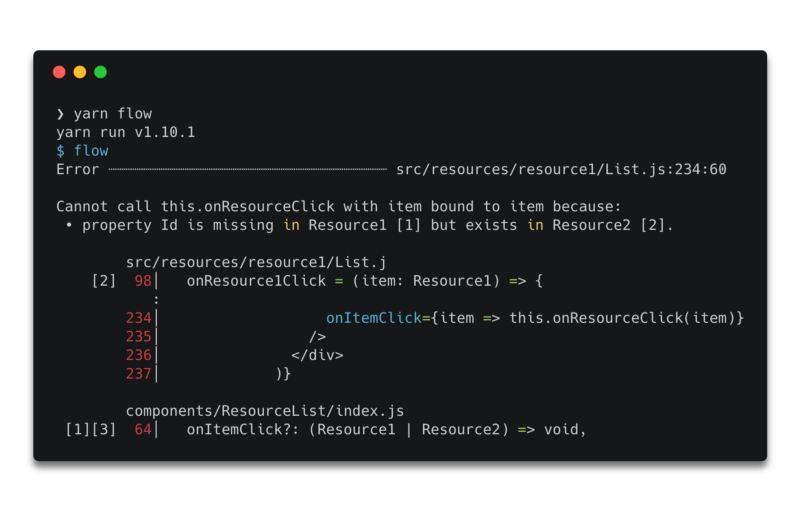 ❯ yarn flow
yarn run v1.10.1
$ flow
Error ┈┈┈┈┈┈┈┈┈┈┈┈┈┈┈┈┈┈┈┈┈┈┈┈┈┈┈┈┈┈┈┈ src/resources/resource1/List.js:234:60
Cannot call this.onResourceClick with item bound to item because:
• property Id is missing in Resource1 [1] but exists in Resource2 [2].
src/resources/resource1/List.j
[2] 98│ onResource1Click = (item: Resource1) => {
:
234│ onItemClick={item => this.onResourceClick(item)}
235│ />
236│ </div>
237│ )}
components/ResourceList/index.js
[1][3] 64│ onItemClick?: (Resource1 | Resource2) => void,